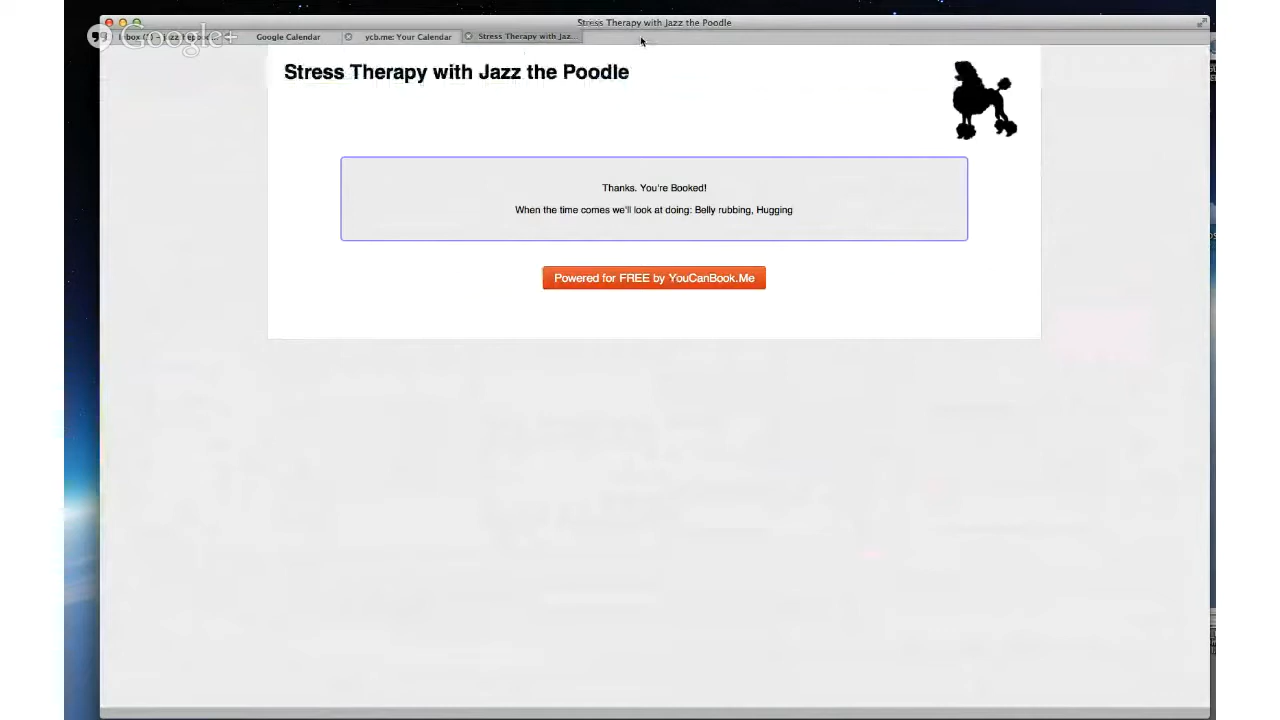 Stress Therapy with Jazz the Poodle
Google+
Google Calendar
ycb.me: Your Calendar
Stress Therapy with Jaz...
Stress Therapy with Jazz the Poodle
Thanks. You're Booked!
When the time comes we'll look at doing: Belly rubbing, Hugging
Powered for FREE by YouCanBook.Me